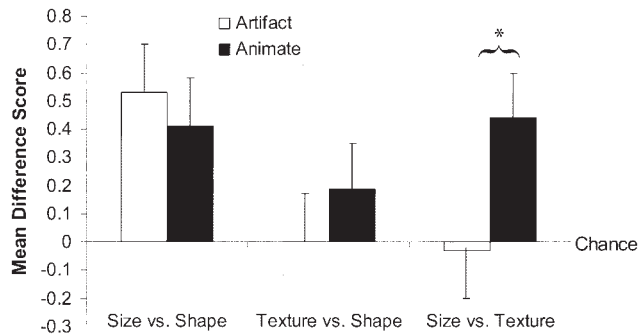 Mean Difference Score
0.8
0.7
0.6
0.5
0.4
0.3
0.2
0.1
0
-0.1
-0.2
-0.3
Artifact
Animate
*
Chance
Size vs. Shape
Texture vs. Shape
Size vs. Texture